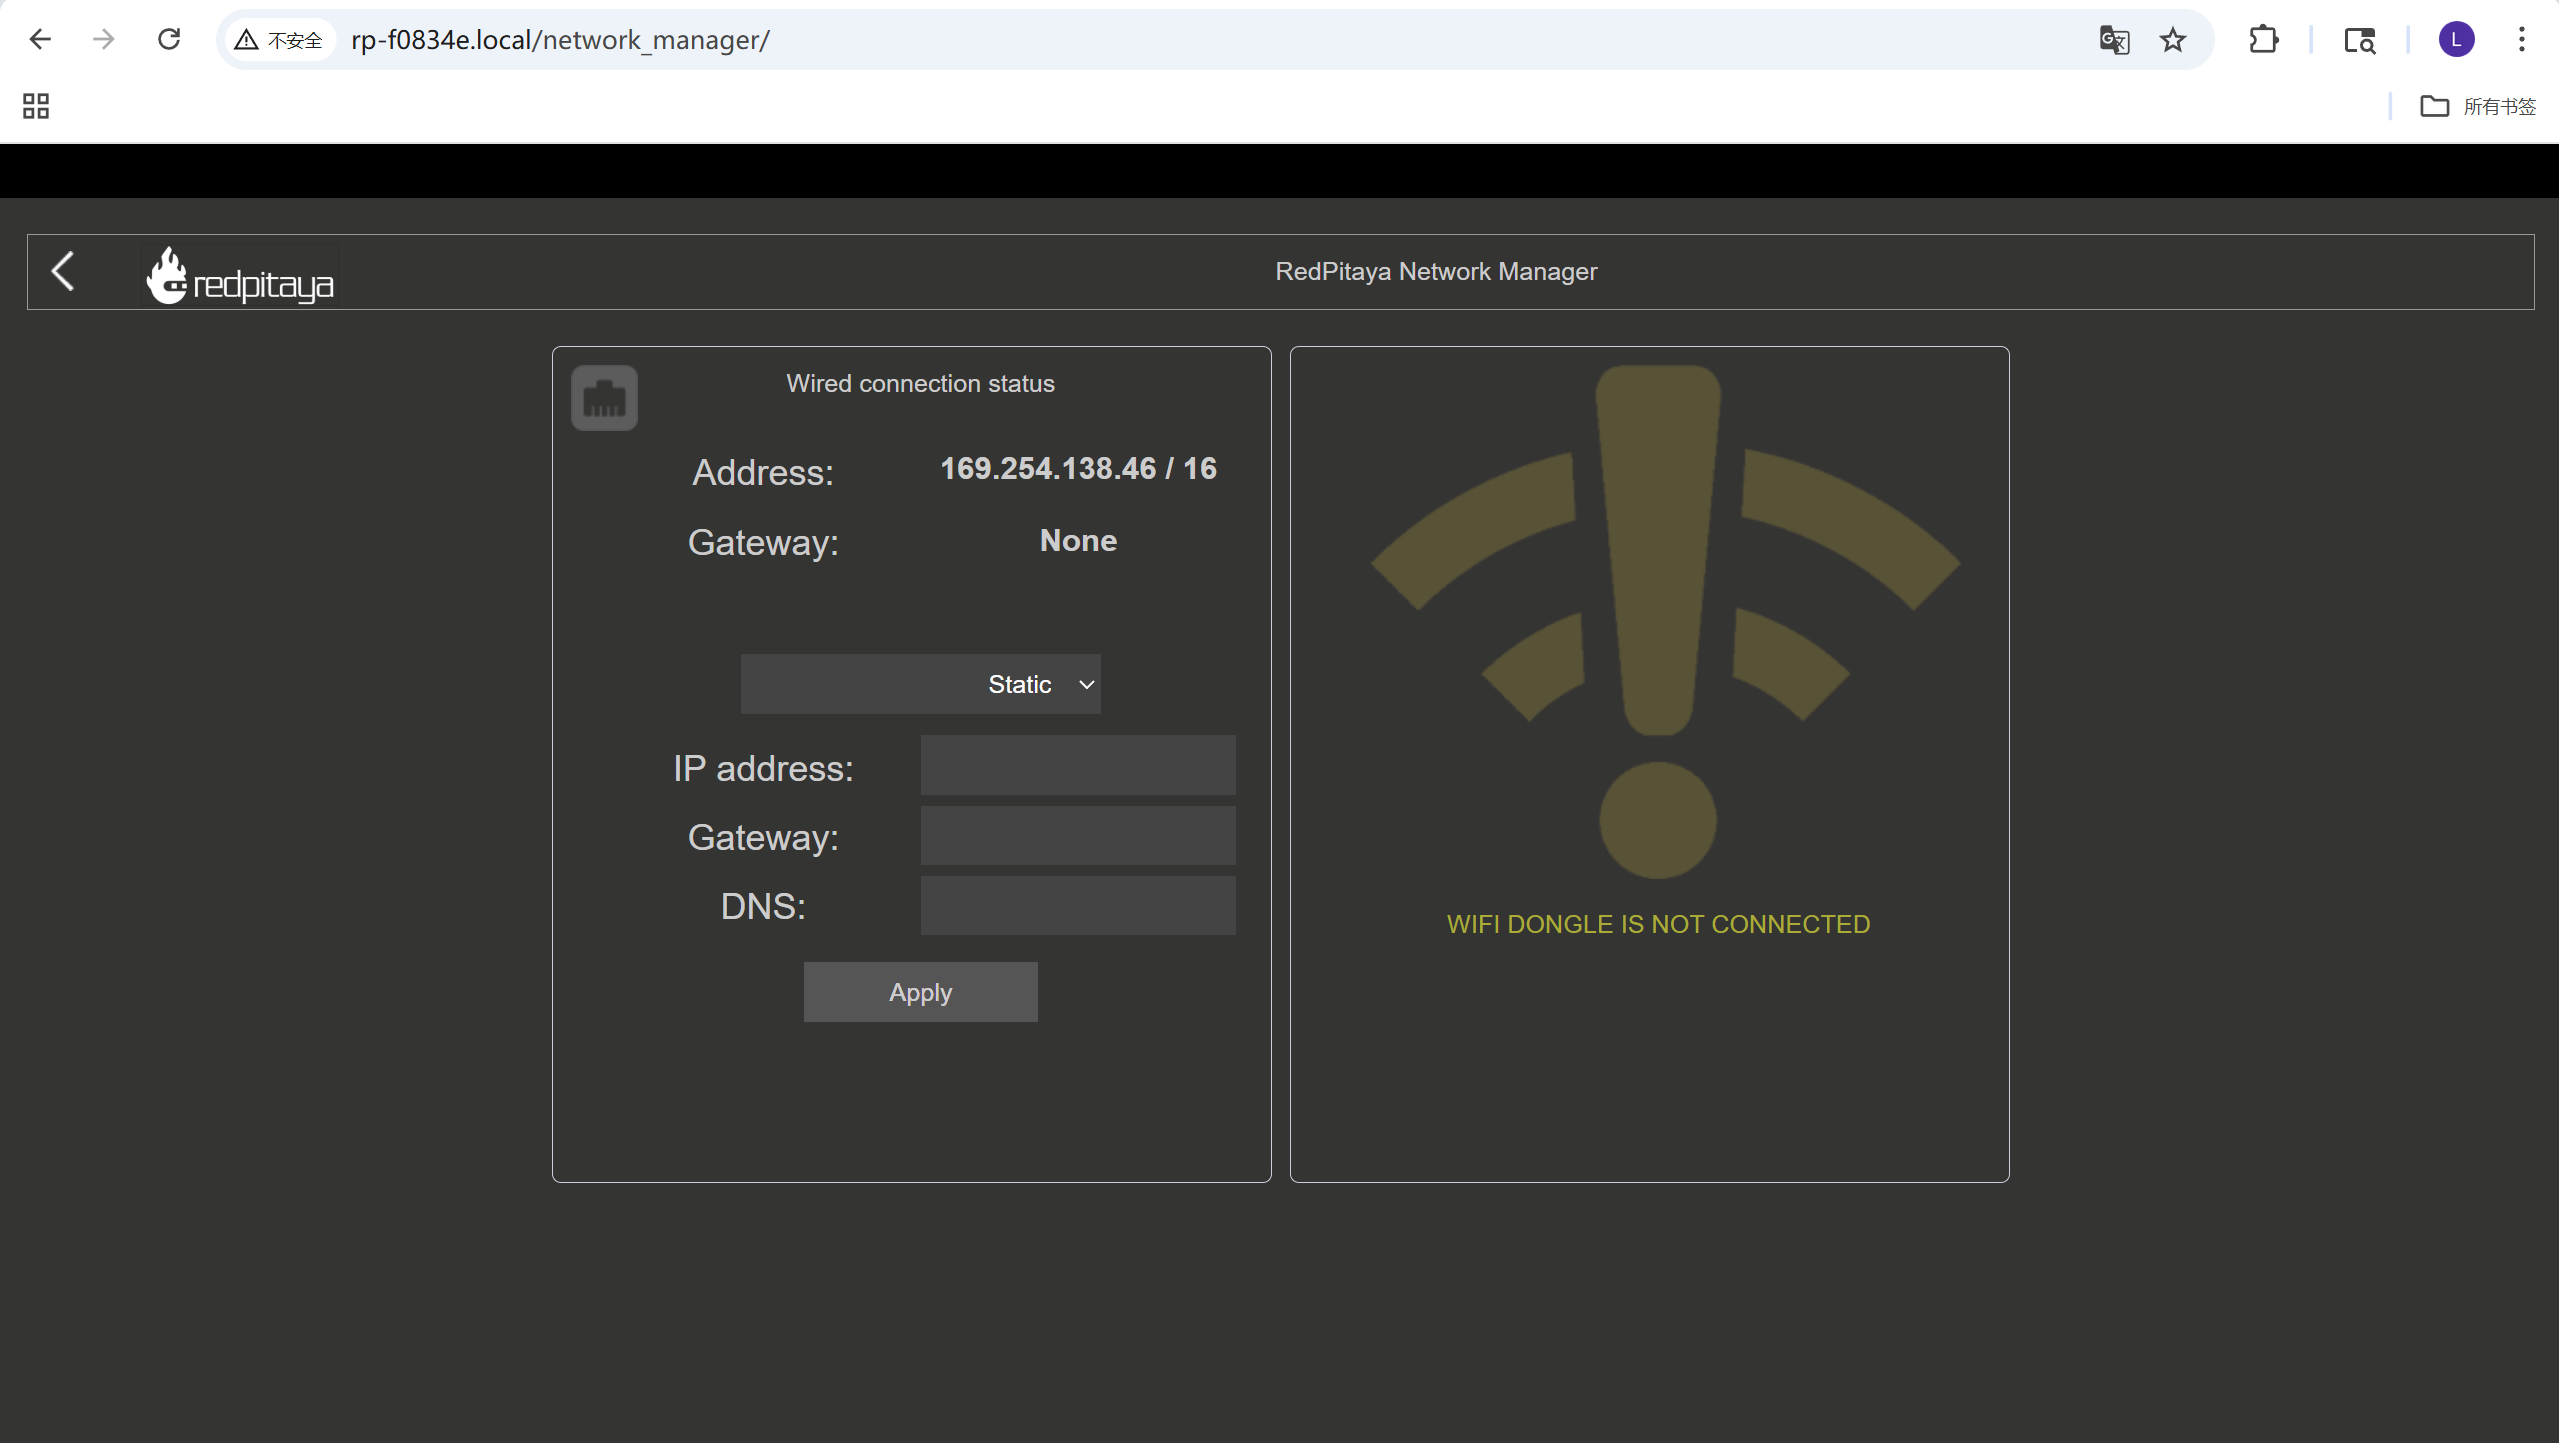 不安全
rp-f0834e.local/network_manager/
L
所有书签
redpitaya
RedPitaya Network Manager
Wired connection status
Address: 169.254.138.46 / 16
Gateway: None
Static
IP address:
Gateway:
DNS:
Apply
WIFI DONGLE IS NOT CONNECTED